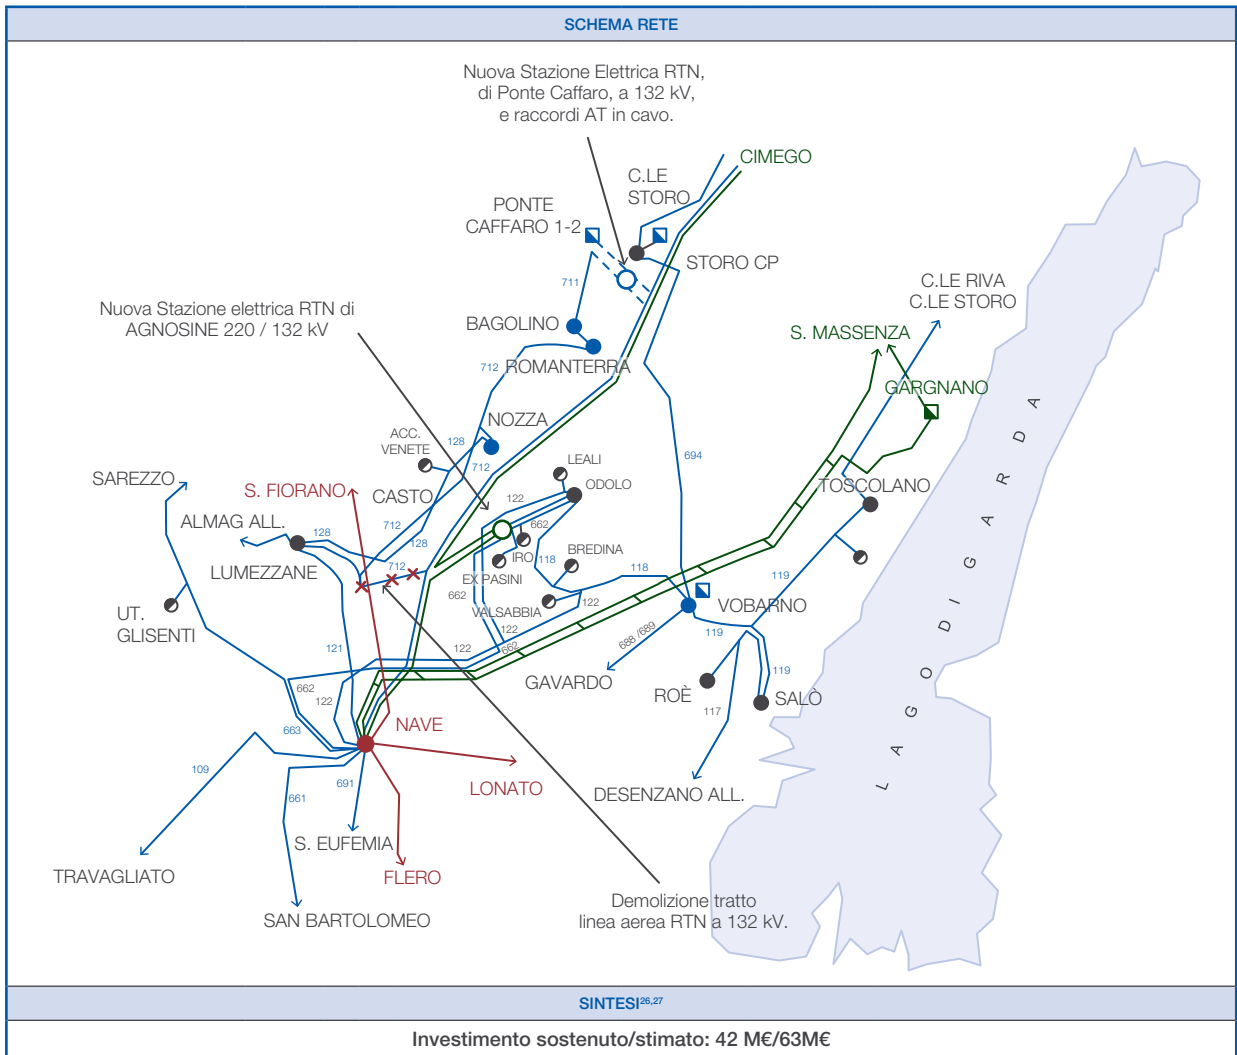 SCHEMA RETE
Nuova Stazione Elettrica RTN,
di Ponte Caffaro, a 132 kV,
e raccordi AT in cavo.
CIMEGO
C.LE
STORO
PONTE
CAFFARO 1-2
STORO CP
711
C.LE RIVA
C.LE STORO
Nuova Stazione elettrica RTN di
AGNOSINE 220 / 132 kV
BAGOLINO
S. MASSENZA
712
ROMANTERRA
GARGNANO
NOZZA
ACC.
VENETE
128
712
694
LEALI
ODOLO
SAREZZO
S. FIORANO
CASTO
122
TOSCOLANO
ALMAG ALL.
128
712
128
662
LUMEZZANE
712
IRO
118
BREDINA
EX PASINI
118
119
662
VALSABBIA
122
VOBARNO
UT.
GLISENTI
122
688 /689
119
121
122
662
GAVARDO
119
662
122
ROÈ
SALÒ
117
663
NAVE
109
691
LONATO
DESENZANO ALL.
661
S. EUFEMIA
TRAVAGLIATO
FLERO
SAN BARTOLOMEO
Demolizione tratto
linea aerea RTN a 132 kV.
LAGO DI GARDA
SINTESI26,27
Investimento sostenuto/stimato: 42 M€/63M€